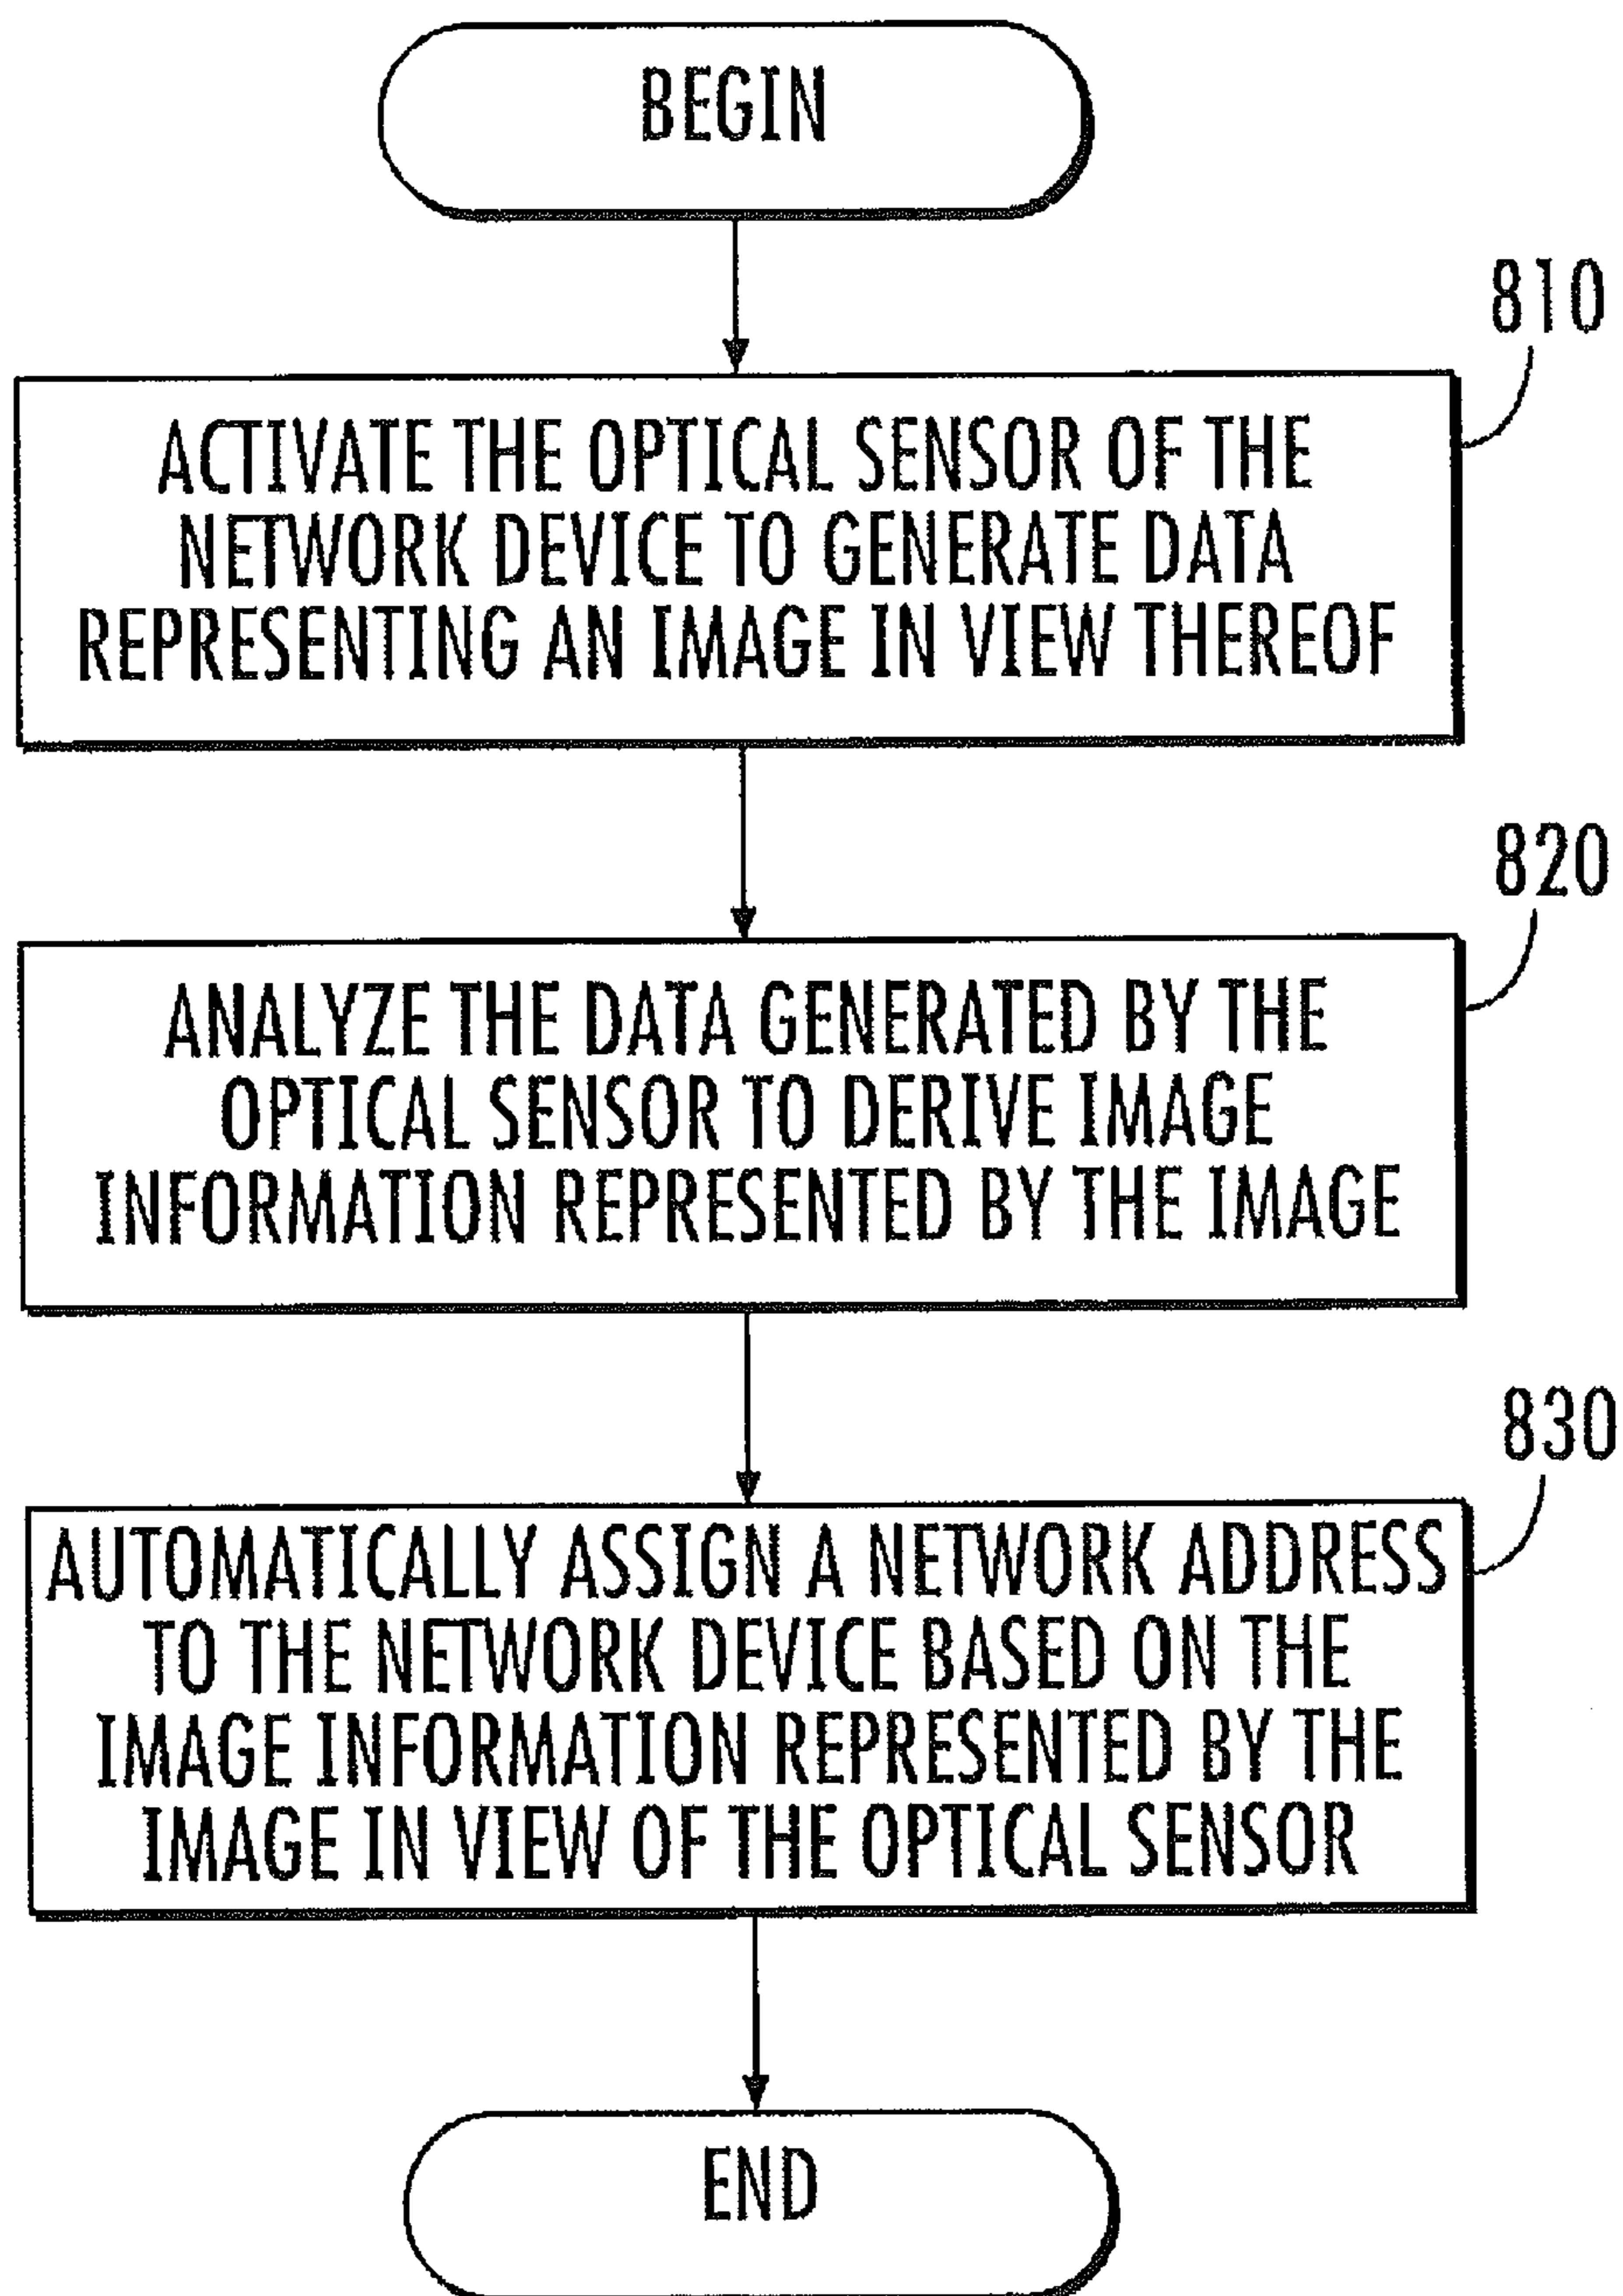 BEGIN
810
ACTIVATE THE OPTICAL SENSOR OF THE
NETWORK DEVICE TO GENERATE DATA
REPRESENTING AN IMAGE IN VIEW THEREOF
820
ANALYZE THE DATA GENERATED BY THE
OPTICAL SENSOR TO DERIVE IMAGE
INFORMATION REPRESENTED BY THE IMAGE
830
AUTOMATICALLY ASSIGN A NETWORK ADDRESS
TO THE NETWORK DEVICE BASED ON THE
IMAGE INFORMATION REPRESENTED BY THE
IMAGE IN VIEW OF THE OPTICAL SENSOR
END